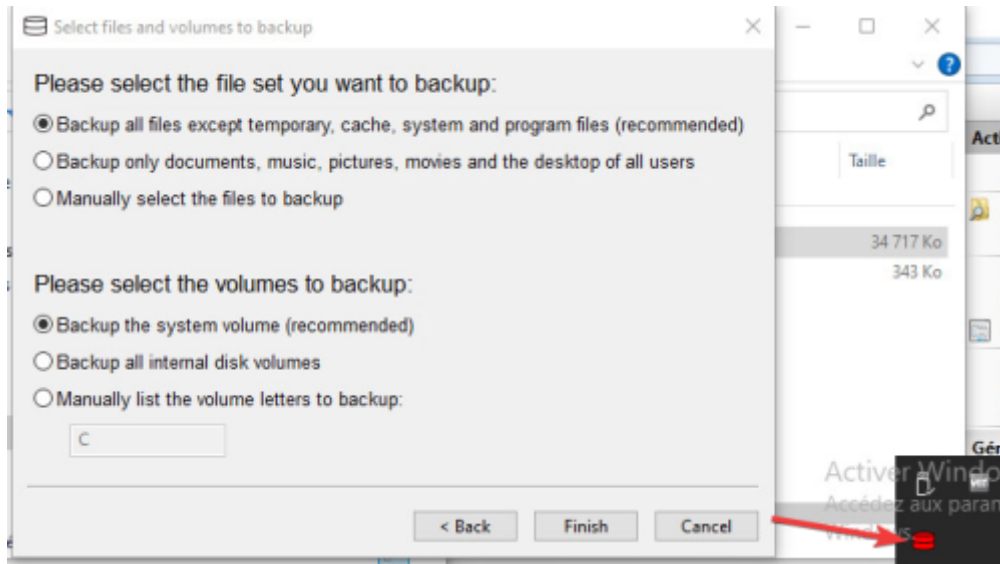 Select files and volumes to backup
Please select the file set you want to backup:
Backup all files except temporary, cache, system and program files (recommended)
Backup only documents, music, pictures, movies and the desktop of all users
Manually select the files to backup
Please select the volumes to backup:
Backup the system volume (recommended)
Backup all internal disk volumes
Manually list the volume letters to backup:
C
< Back
Finish
Cancel
?
Taille
34 717 Ko
343 Ko
Act
Gér
Activer Windo
Accédez aux param